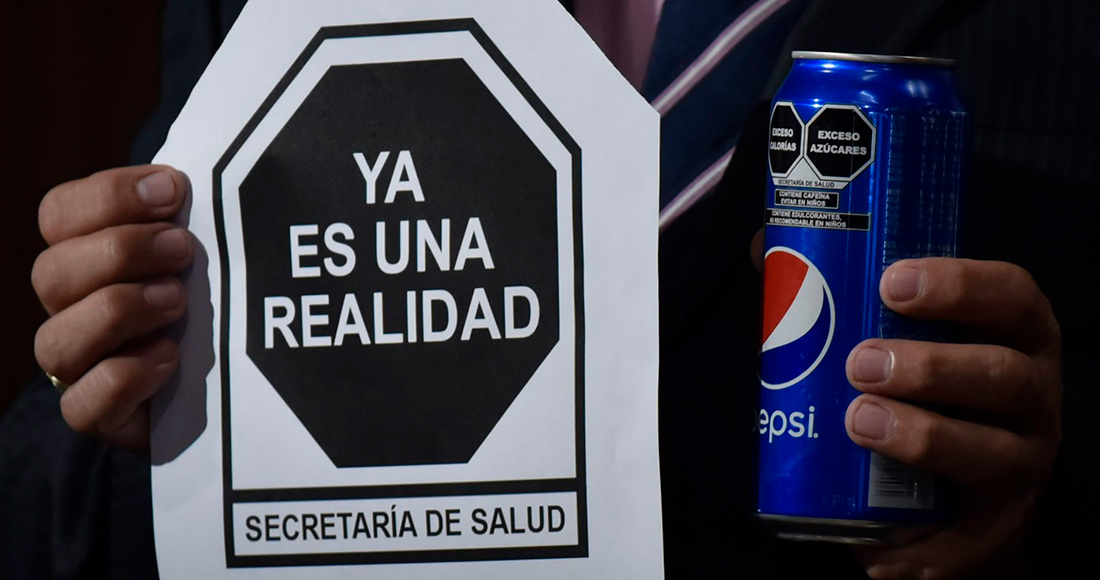 YA
ES UNA
REALIDAD
SECRETARÍA DE SALUD
EXCESO
CALORÍAS
EXCESO
AZÚCARES
SECRETARÍA DE SALUD
CONTIENE CAFEÍNA
EVITAR EN NIÑOS
CONTIENE EDULCORANTES,
NO RECOMENDABLE EN NIÑOS
epsi.